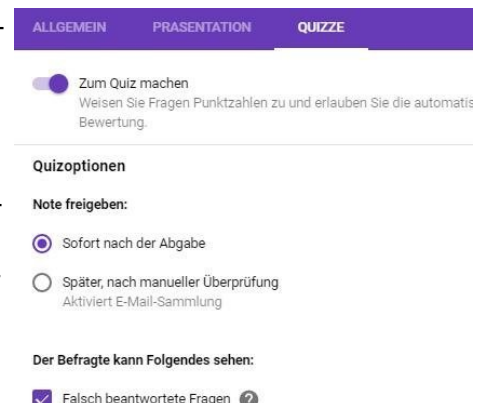 ALLGEMEIN PRASENTATION QUIZZE
Zum Quiz machen
Weisen Sie Fragen Punktzahlen zu und erlauben Sie die automatis
Bewertung.
Quizoptionen
Note freigeben:
Sofort nach der Abgabe
Später, nach manueller Überprüfung
Aktiviert E-Mail-Sammlung
Der Befragte kann Folgendes sehen:
Falsch beantwortete Fragen ?